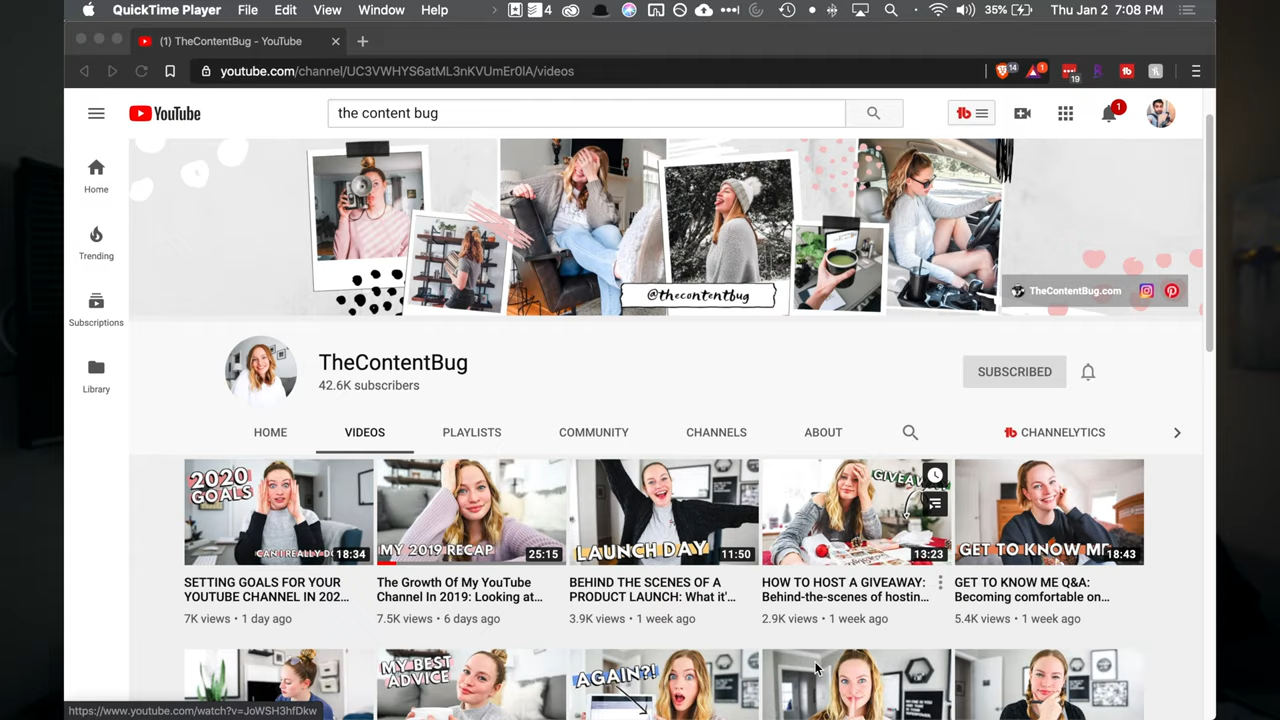 QuickTime Player File Edit View Window Help 4 35% Thu Jan 2 7:08 PM
(1) TheContentBug - YouTube
youtube.com/channel/UC3VWHYS6atML3nKVUmEr0lA/videos 14 1 19
YouTube the content bug 1
Home
Trending
Subscriptions
Library
@thecontentbug
TheContentBug.com
TheContentBug
42.6K subscribers
SUBSCRIBED
HOME VIDEOS PLAYLISTS COMMUNITY CHANNELS ABOUT CHANNELYTICS
2020
GOALS
CAN I REALLY DO
18:34
MY 2019 RECAP
25:15
LAUNCH DAY
11:50
GIVEAWAY
13:23
GET TO KNOW ME
18:43
SETTING GOALS FOR YOUR
YOUTUBE CHANNEL IN 202...
7K views • 1 day ago
The Growth Of My YouTube
Channel In 2019: Looking at...
7.5K views • 6 days ago
BEHIND THE SCENES OF A
PRODUCT LAUNCH: What it'...
3.9K views • 1 week ago
HOW TO HOST A GIVEAWAY:
Behind-the-scenes of hostin...
2.9K views • 1 week ago
GET TO KNOW ME Q&A:
Becoming comfortable on...
5.4K views • 1 week ago
MY BEST
ADVICE
AGAIN?!
https://www.youtube.com/watch?v=JoWSH3hfDkw